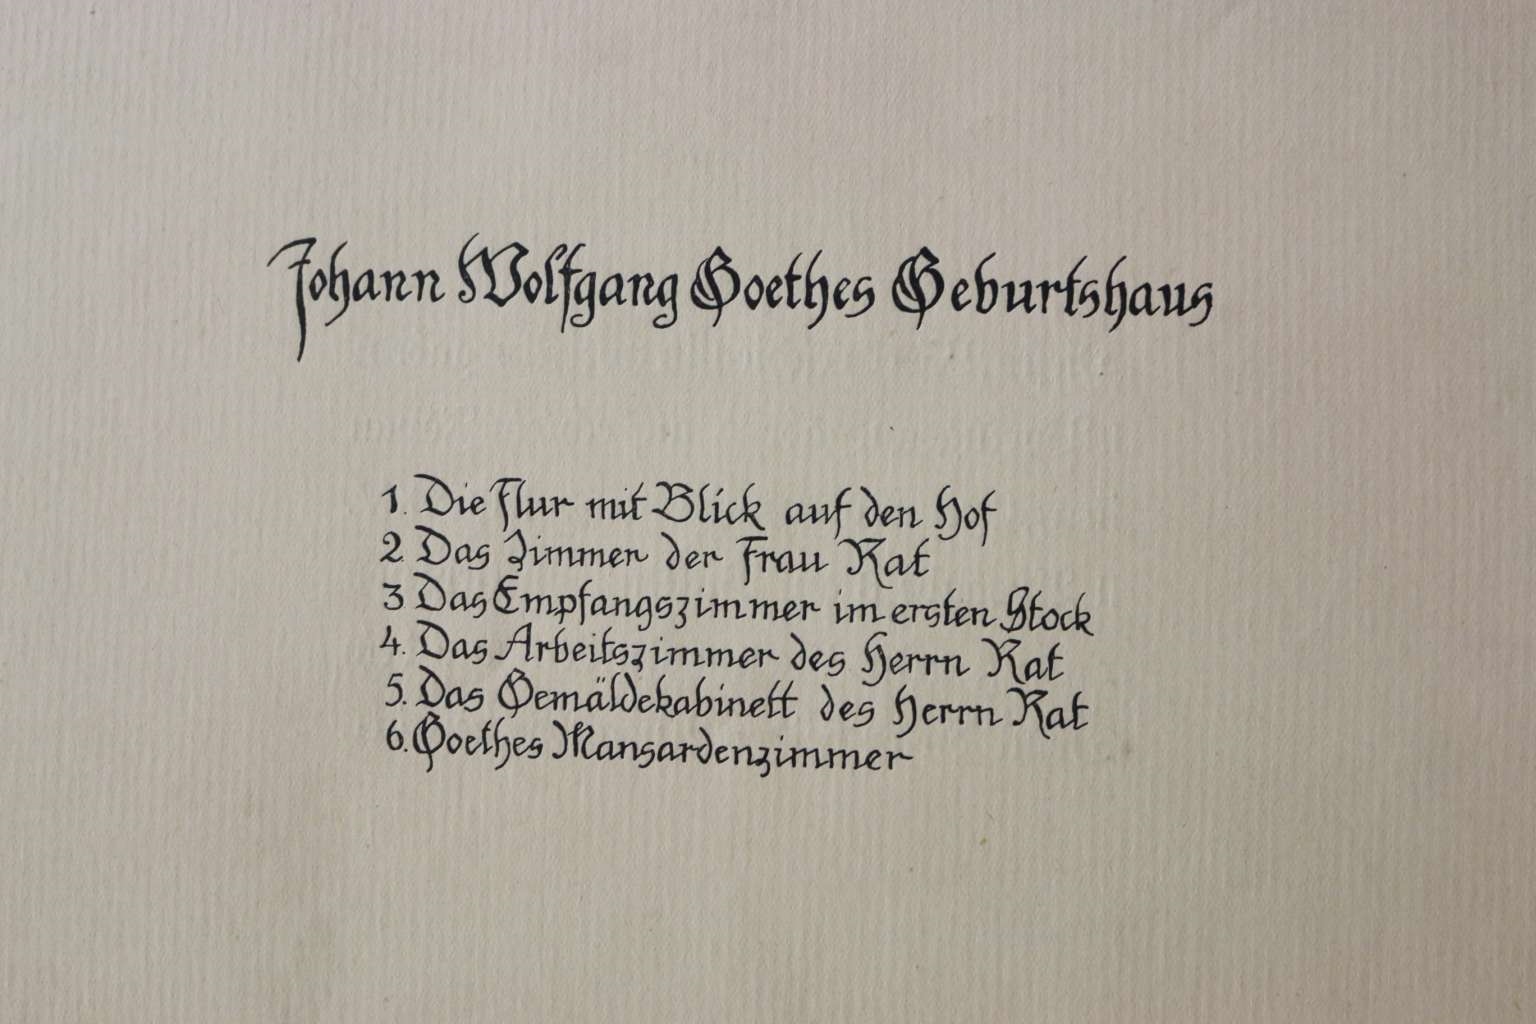 Johann Wolfgang Goethes Geburtshaus
1. Die Flur mit Blick auf den Hof
2. Das Zimmer der Frau Rat
3 Das Empfangszimmer im ersten Stock
4. Das Arbeitszimmer des Herrn Rat
5. Das Gemäldekabinett des Herrn Rat
6. Goethes Mansardenzimmer